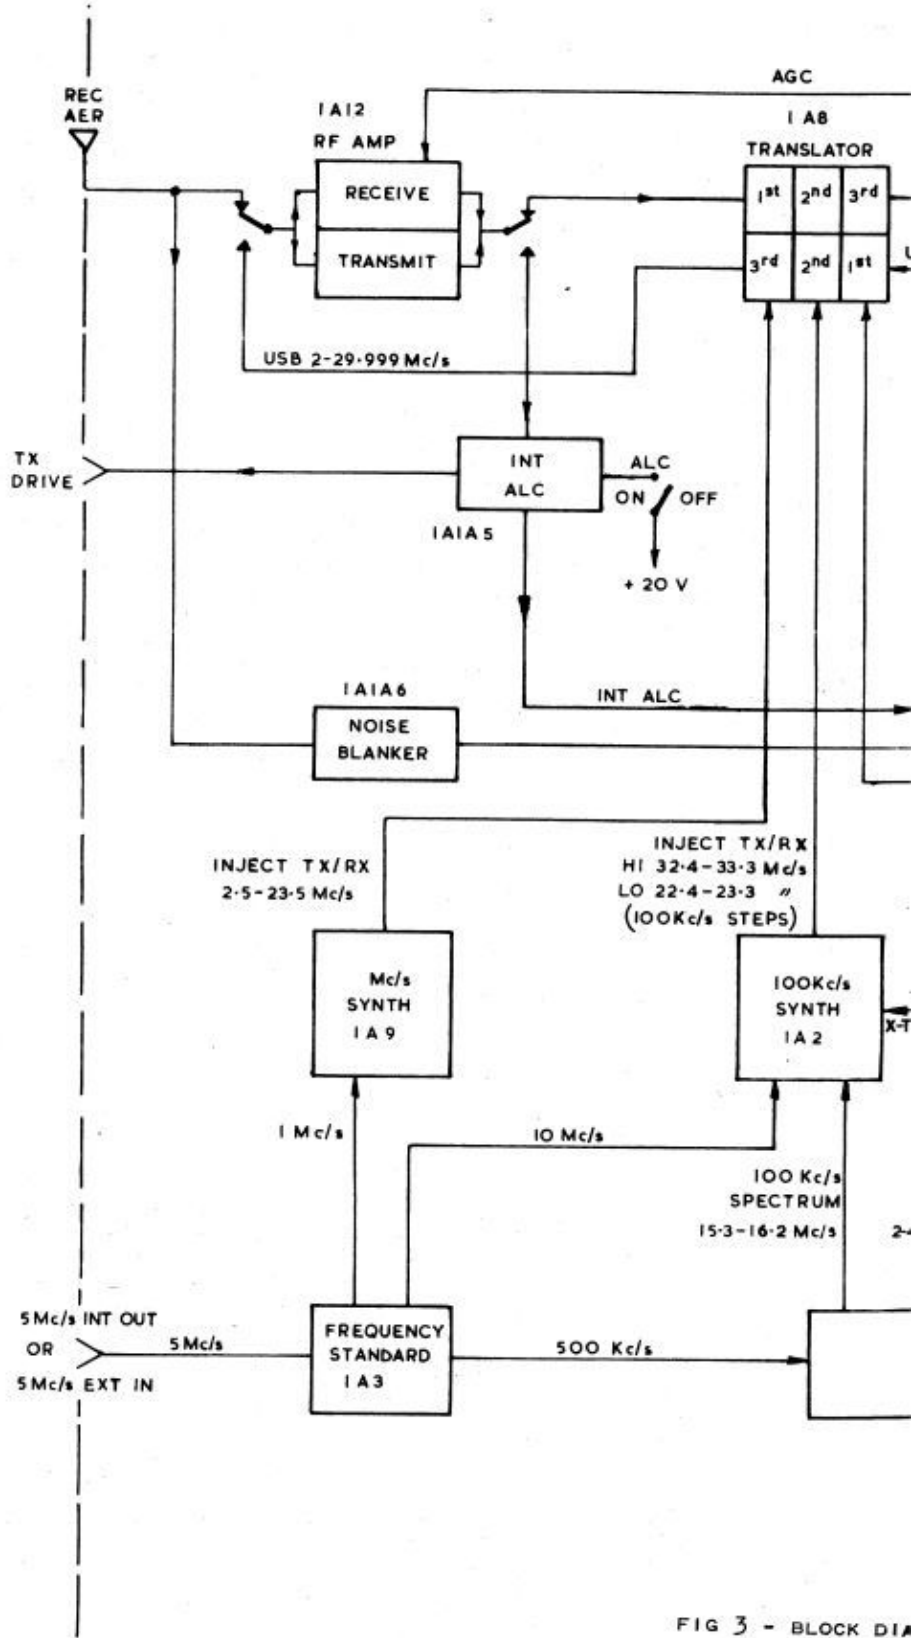 REC
AER
AGC
1A12
RF AMP
1A8
TRANSLATOR
RECEIVE
TRANSMIT
1st 2nd 3rd
3rd 2nd 1st
U
USB 2-29·999 Mc/s
TX
DRIVE
INT
ALC
ALC
ON OFF
1A1A5
+ 20 V
1A1A6
NOISE
BLANKER
INT ALC
INJECT TX/RX
2·5-23·5 Mc/s
INJECT TX/RX
HI 32·4-33·3 Mc/s
LO 22·4-23·3 〃
(100Kc/s STEPS)
Mc/s
SYNTH
1A9
100Kc/s
SYNTH
1A2
X-T
1 Mc/s
10 Mc/s
100 Kc/s
SPECTRUM
15·3-16·2 Mc/s
2·4
5Mc/s INT OUT
OR
5Mc/s EXT IN
5Mc/s
FREQUENCY
STANDARD
1A3
500 Kc/s
FIG 3 - BLOCK DIA